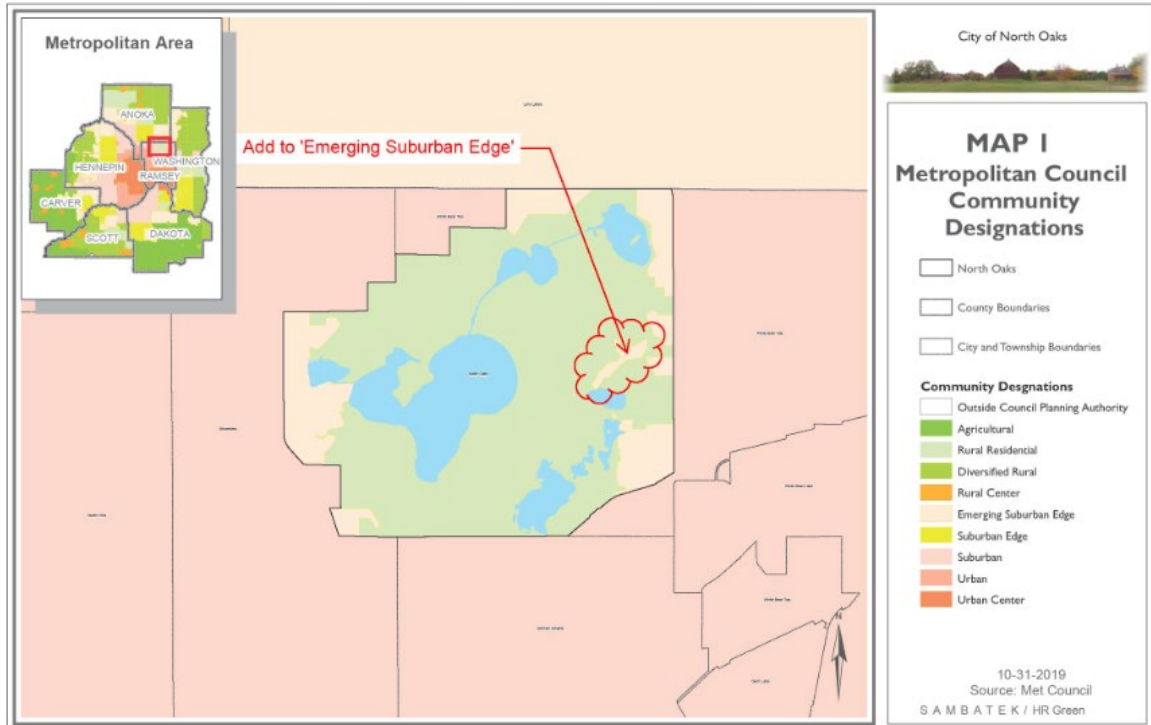 Metropolitan Area
ANOKA
WASHINGTON
HENNEPIN
RAMSEY
CARVER
SCOTT
DAKOTA
Add to 'Emerging Suburban Edge'
North Oaks
N
City of North Oaks
MAP I
Metropolitan Council
Community
Designations
North Oaks
County Boundaries
City and Township Boundaries
Community Desgnations
Outside Council Planning Authority
Agricultural
Rural Residential
Diversified Rural
Rural Center
Emerging Suburban Edge
Suburban Edge
Suburban
Urban
Urban Center
10-31-2019
Source: Met Council
SAMBATEK / HR Green